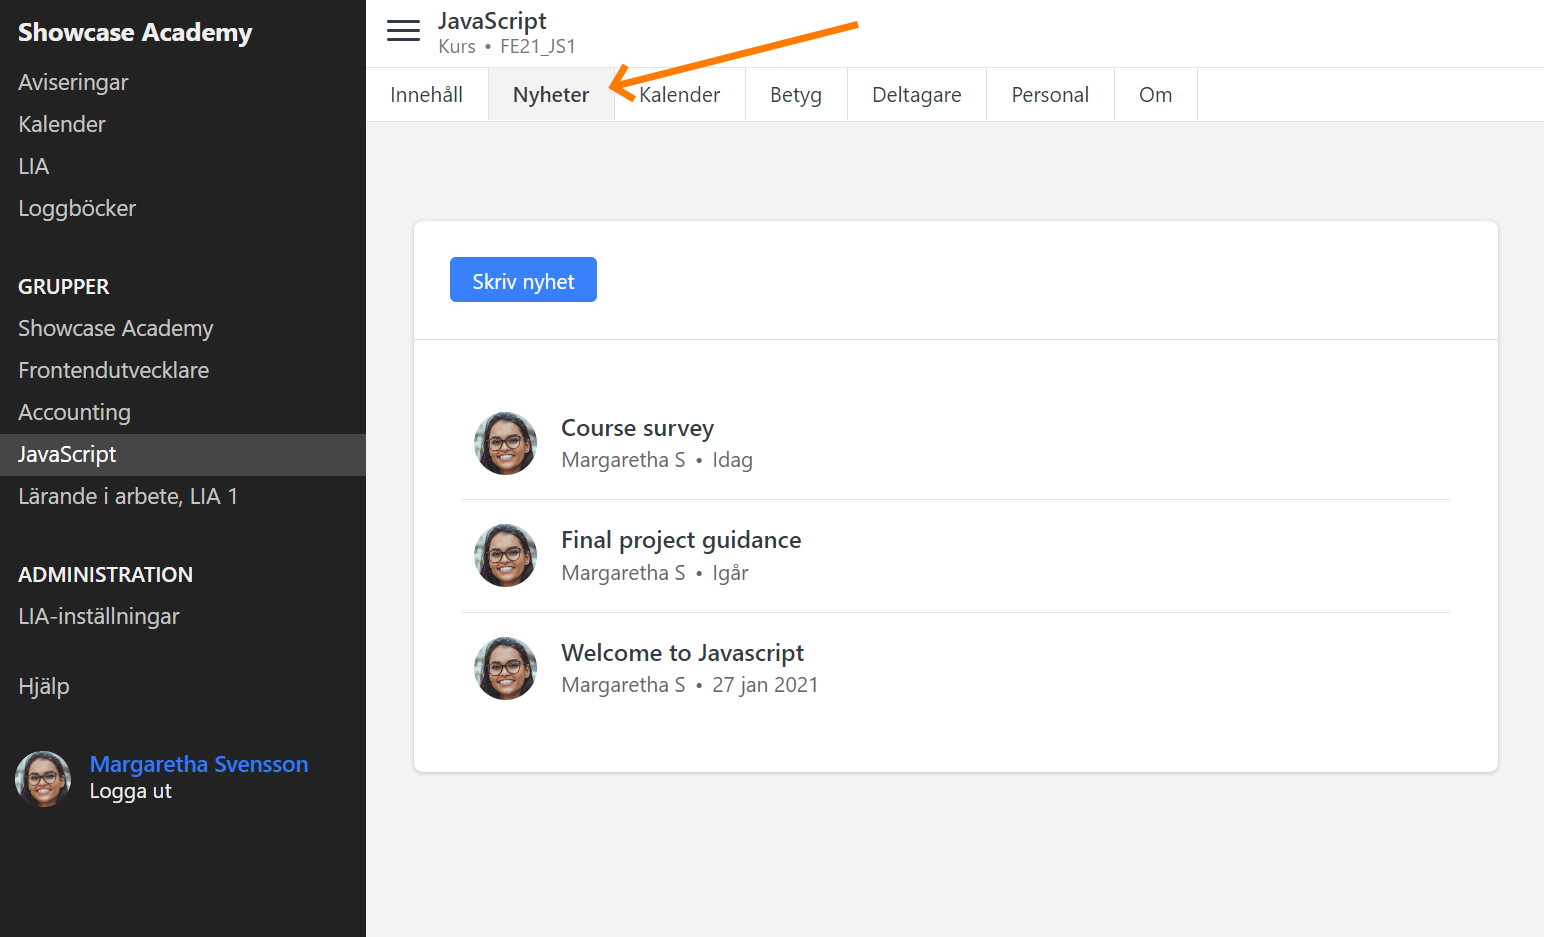 Showcase Academy
Aviseringar
Kalender
LIA
Loggböcker
GRUPPER
Showcase Academy
Frontendutvecklare
Accounting
JavaScript
Lärande i arbete, LIA 1
ADMINISTRATION
LIA-inställningar
Hjälp
Margaretha Svensson
Logga ut
JavaScript
Kurs • FE21_JS1
Innehåll Nyheter Kalender Betyg Deltagare Personal Om
Skriv nyhet
Course survey
Margaretha S • Idag
Final project guidance
Margaretha S • Igår
Welcome to Javascript
Margaretha S • 27 jan 2021